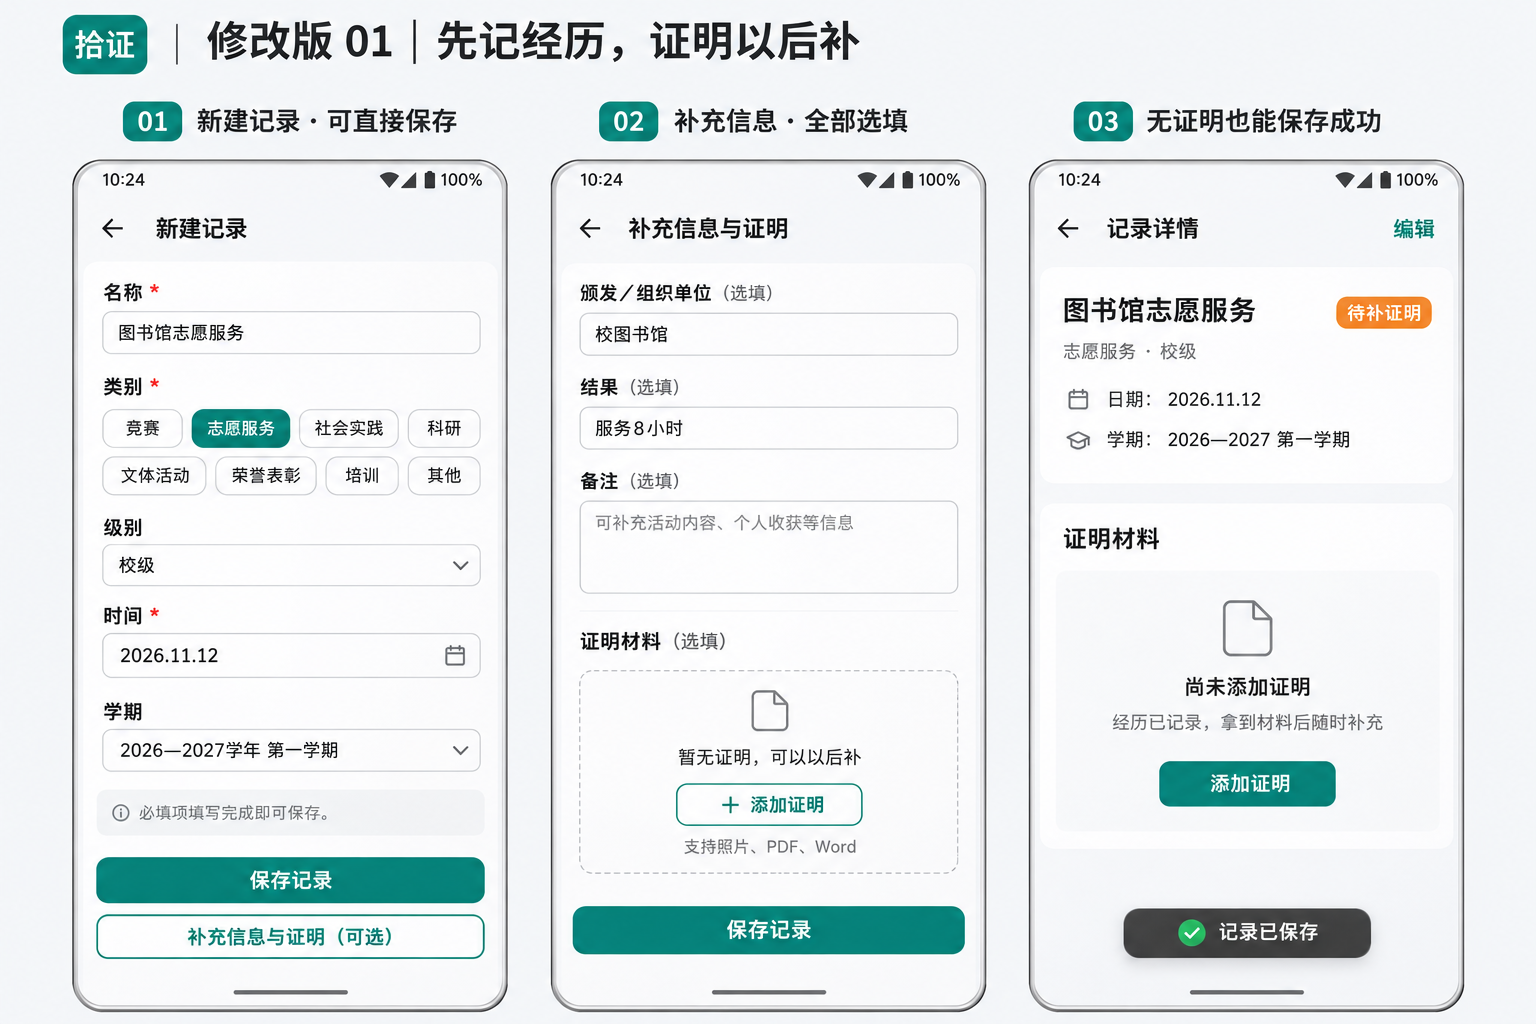 拾证 | 修改版 01｜先记经历，证明以后补
01 新建记录 · 可直接保存
10:24 100%
← 新建记录
名称 *
图书馆志愿服务
类别 *
竞赛 志愿服务 社会实践 科研
文体活动 荣誉表彰 培训 其他
级别
校级
时间 *
2026.11.12
学期
2026—2027学年 第一学期
必填项填写完成即可保存。
保存记录
补充信息与证明（可选）
02 补充信息 · 全部选填
10:24 100%
← 补充信息与证明
颁发／组织单位（选填）
校图书馆
结果（选填）
服务8小时
备注（选填）
可补充活动内容、个人收获等信息
证明材料（选填）
暂无证明，可以以后补
＋ 添加证明
支持照片、PDF、Word
保存记录
03 无证明也能保存成功
10:24 100%
← 记录详情 编辑
图书馆志愿服务 待补证明
志愿服务 · 校级
日期： 2026.11.12
学期： 2026—2027 第一学期
证明材料
尚未添加证明
经历已记录，拿到材料后随时补充
添加证明
记录已保存